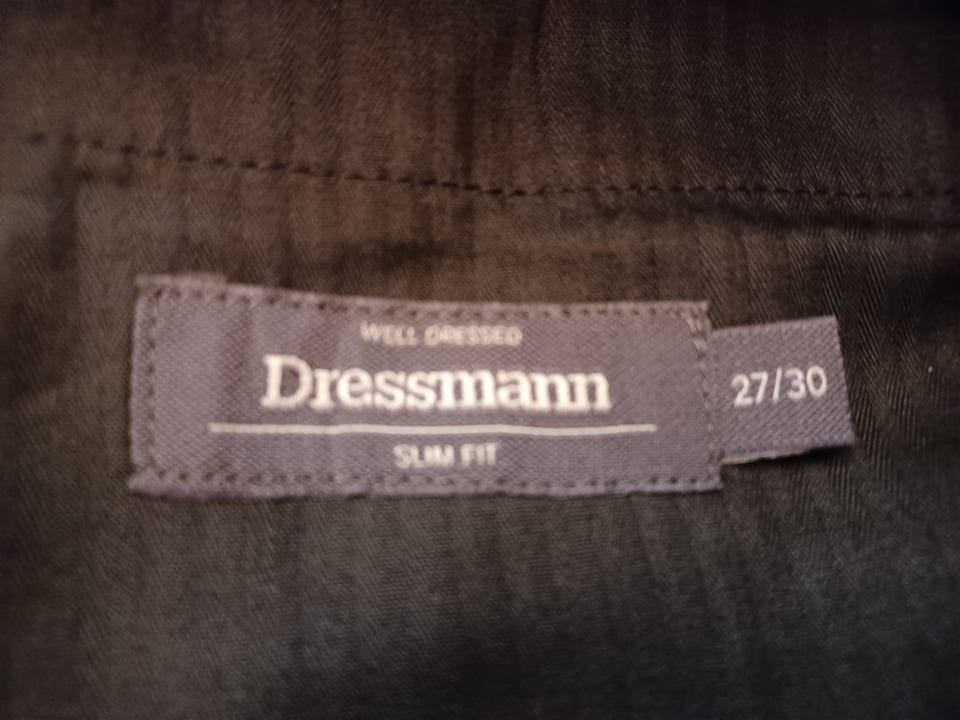 WELL DRESSED
Dressmann
SLIM FIT
27/30